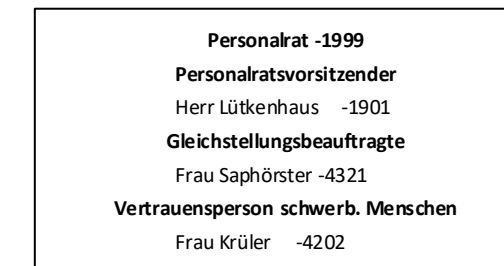 Personalrat -1999
Personalratsvorsitzender
Herr Lütkenhaus -1901
Gleichstellungsbeauftragte
Frau Saphörster -4321
Vertrauensperson schwerb. Menschen
Frau Krüler -4202